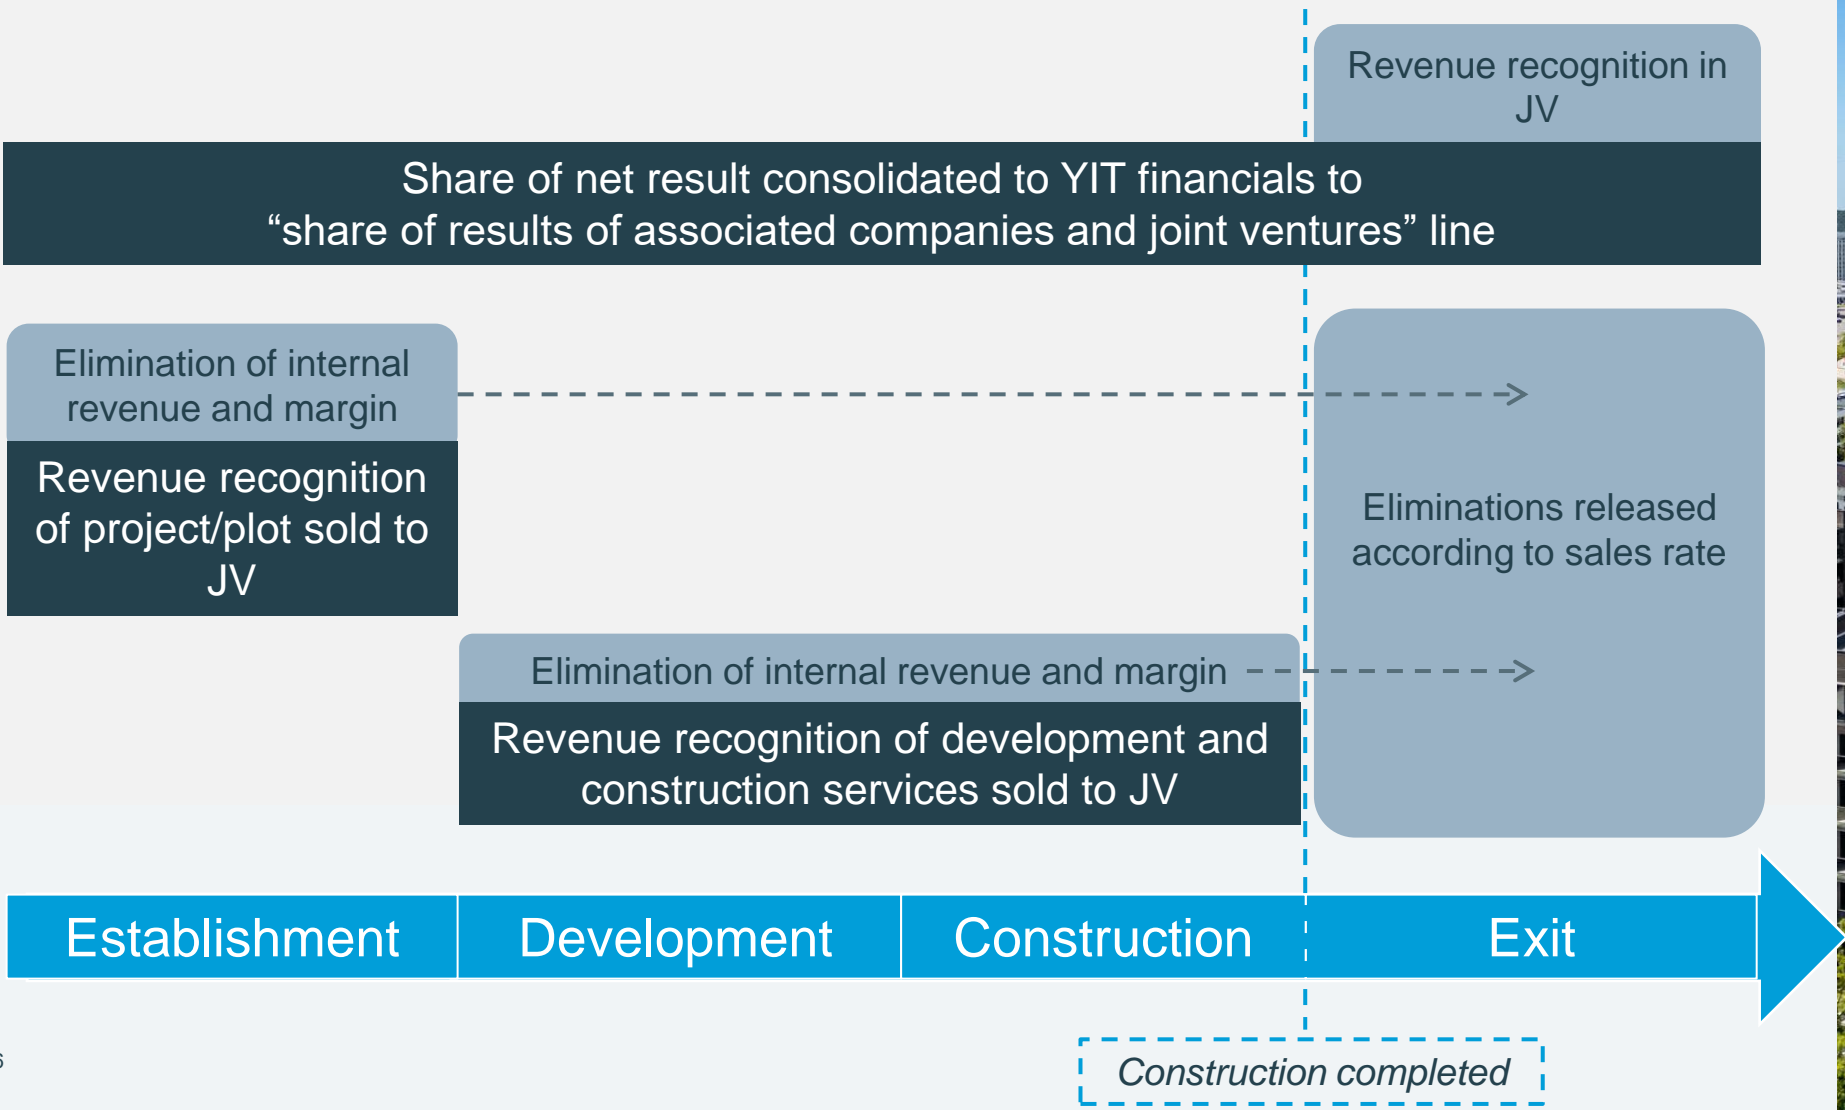 Revenue recognition in
JV
Share of net result consolidated to YIT financials to
“share of results of associated companies and joint ventures” line
Elimination of internal
revenue and margin
Revenue recognition
of project/plot sold to
JV
Eliminations released
according to sales rate
Elimination of internal revenue and margin
Revenue recognition of development and
construction services sold to JV
Establishment
Development
Construction
Exit
Construction completed